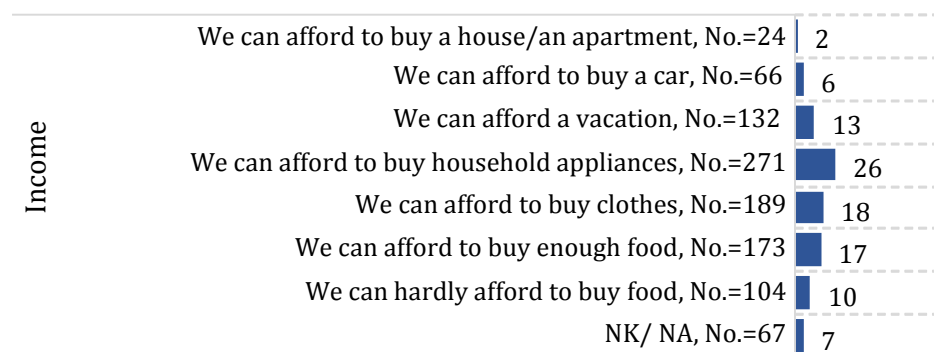 Income
We can afford to buy a house/an apartment, No.=24 2
We can afford to buy a car, No.=66 6
We can afford a vacation, No.=132 13
We can afford to buy household appliances, No.=271 26
We can afford to buy clothes, No.=189 18
We can afford to buy enough food, No.=173 17
We can hardly afford to buy food, No.=104 10
NK/ NA, No.=67 7